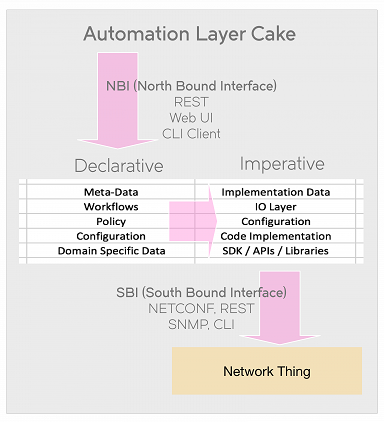 Automation Layer Cake
NBI (North Bound Interface)
REST
Web UI
CLI Client
Declarative
Imperative
Meta-Data
Implementation Data
Workflows
IO Layer
Policy
Configuration
Configuration
Code Implementation
Domain Specific Data
SDK / APIs / Libraries
SBI (South Bound Interface)
NETCONF, REST
SNMP, CLI
Network Thing